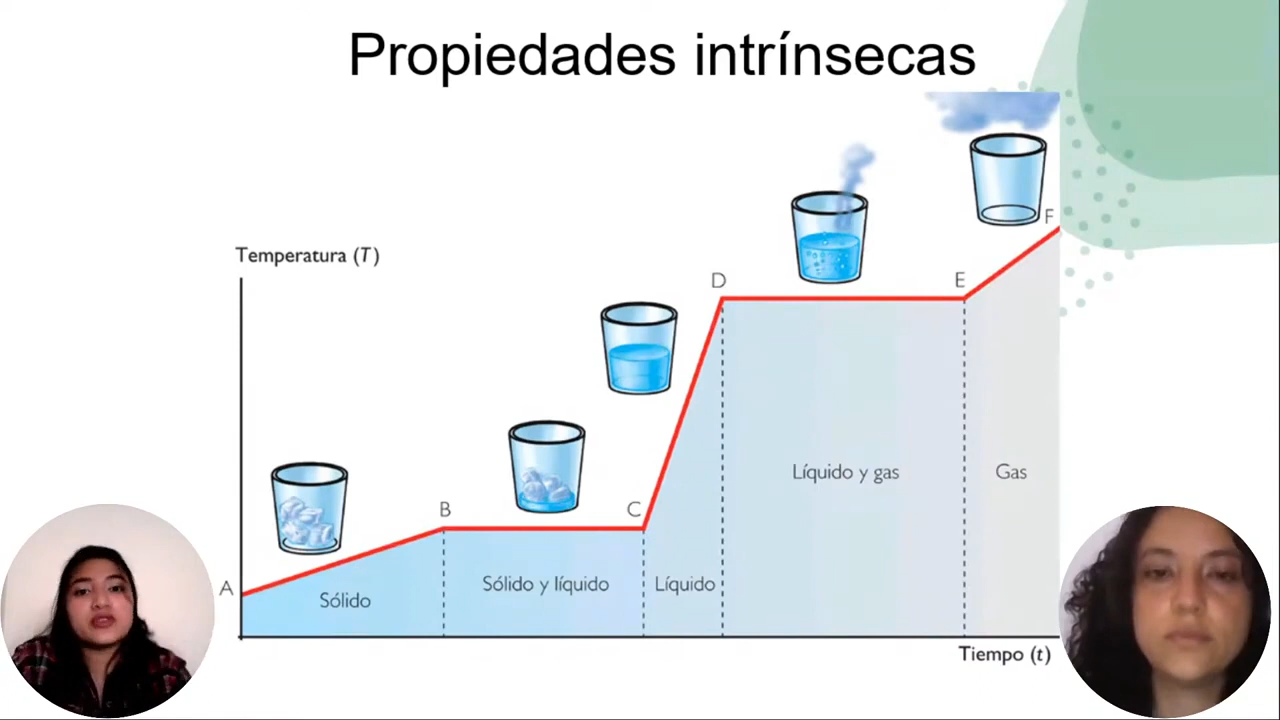 Propiedades intrínsecas
F
Temperatura (T)
D
E
Líquido y gas
Gas
B
C
A
Sólido
Sólido y líquido
Líquido
Tiempo (t)